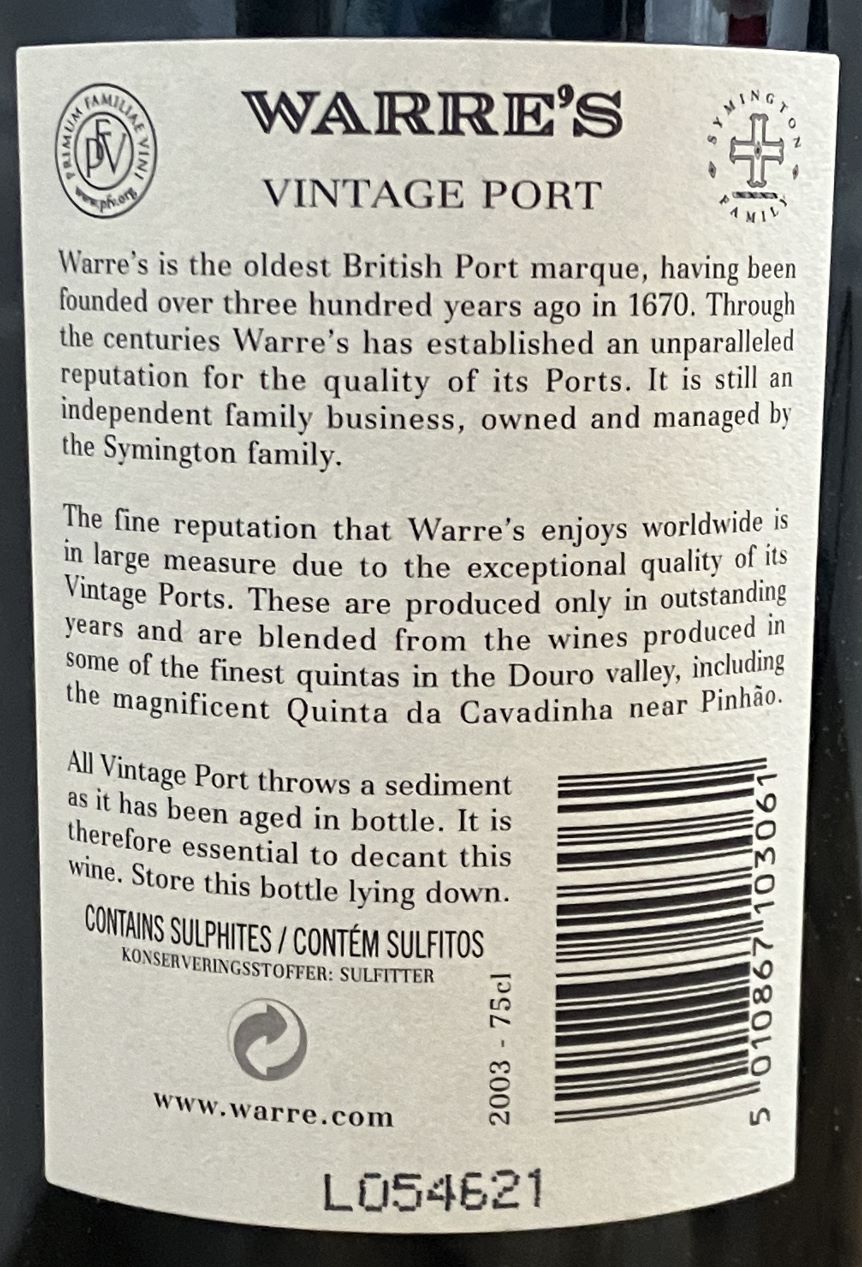 PRIMUM FAMILIAE VINI
PFV
www.pfv.org
WARRE'S
VINTAGE PORT
SYMINGTON
FAMILY
Warre's is the oldest British Port marque, having been
founded over three hundred years ago in 1670. Through
the centuries Warre's has established an unparalleled
reputation for the quality of its Ports. It is still an
independent family business, owned and managed by
the Symington family.
The fine reputation that Warre's enjoys worldwide is
in large measure due to the exceptional quality of its
Vintage Ports. These are produced only in outstanding
years and are blended from the wines produced in
some of the finest quintas in the Douro valley, including
the magnificent Quinta da Cavadinha near Pinhão.
All Vintage Port throws a sediment
as it has been aged in bottle. It is
therefore essential to decant this
wine. Store this bottle lying down.
CONTAINS SULPHITES / CONTÉM SULFITOS
KONSERVERINGSSTOFFER: SULFITTER
www.warre.com
2003 - 75cl
5 010867 103061
L054621